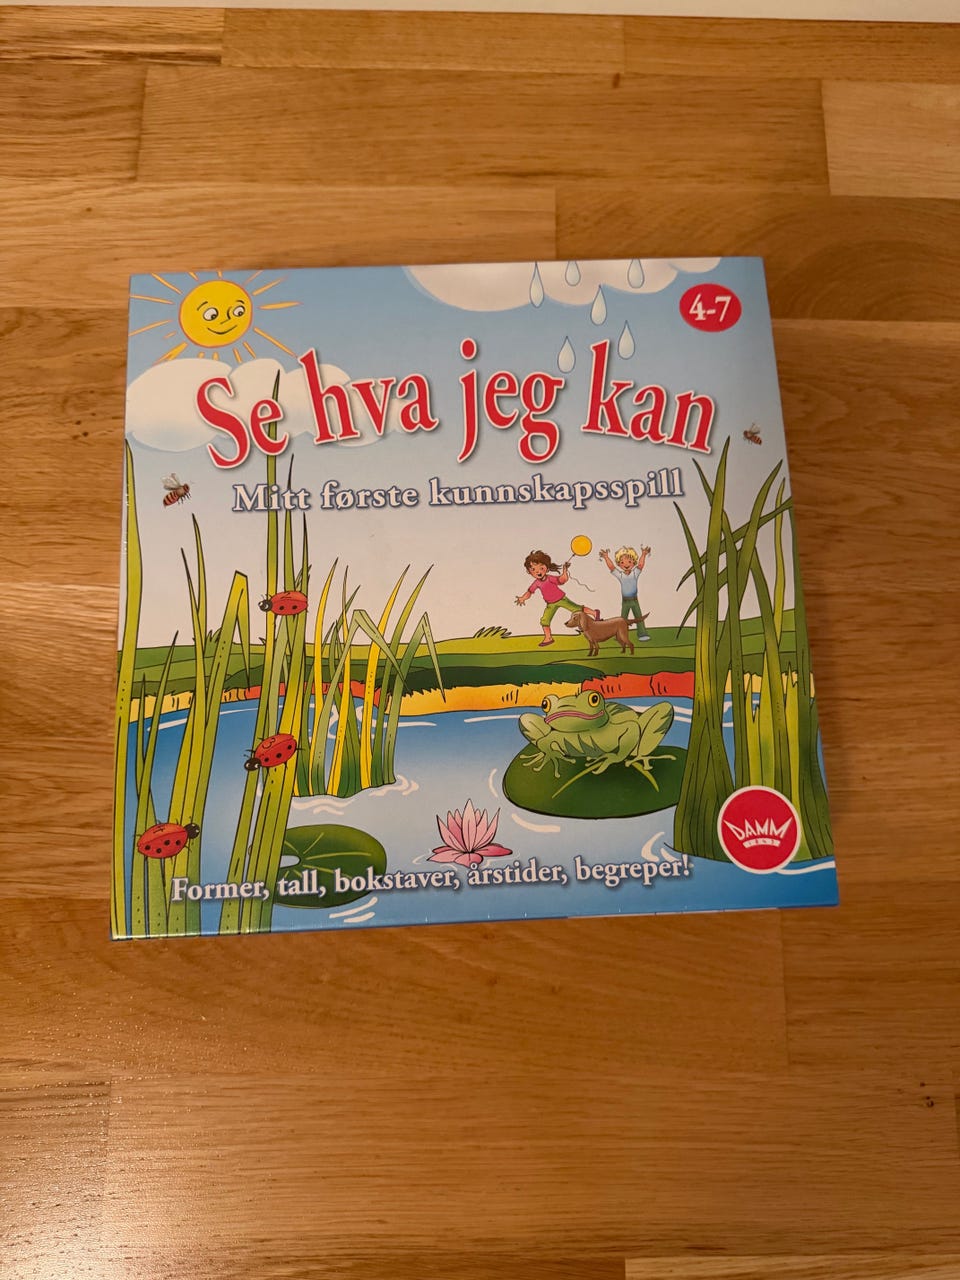 4-7
Se hva jeg kan
Mitt første kunnskapsspill
DAMM
Former, tall, bokstaver, årstider, begreper!